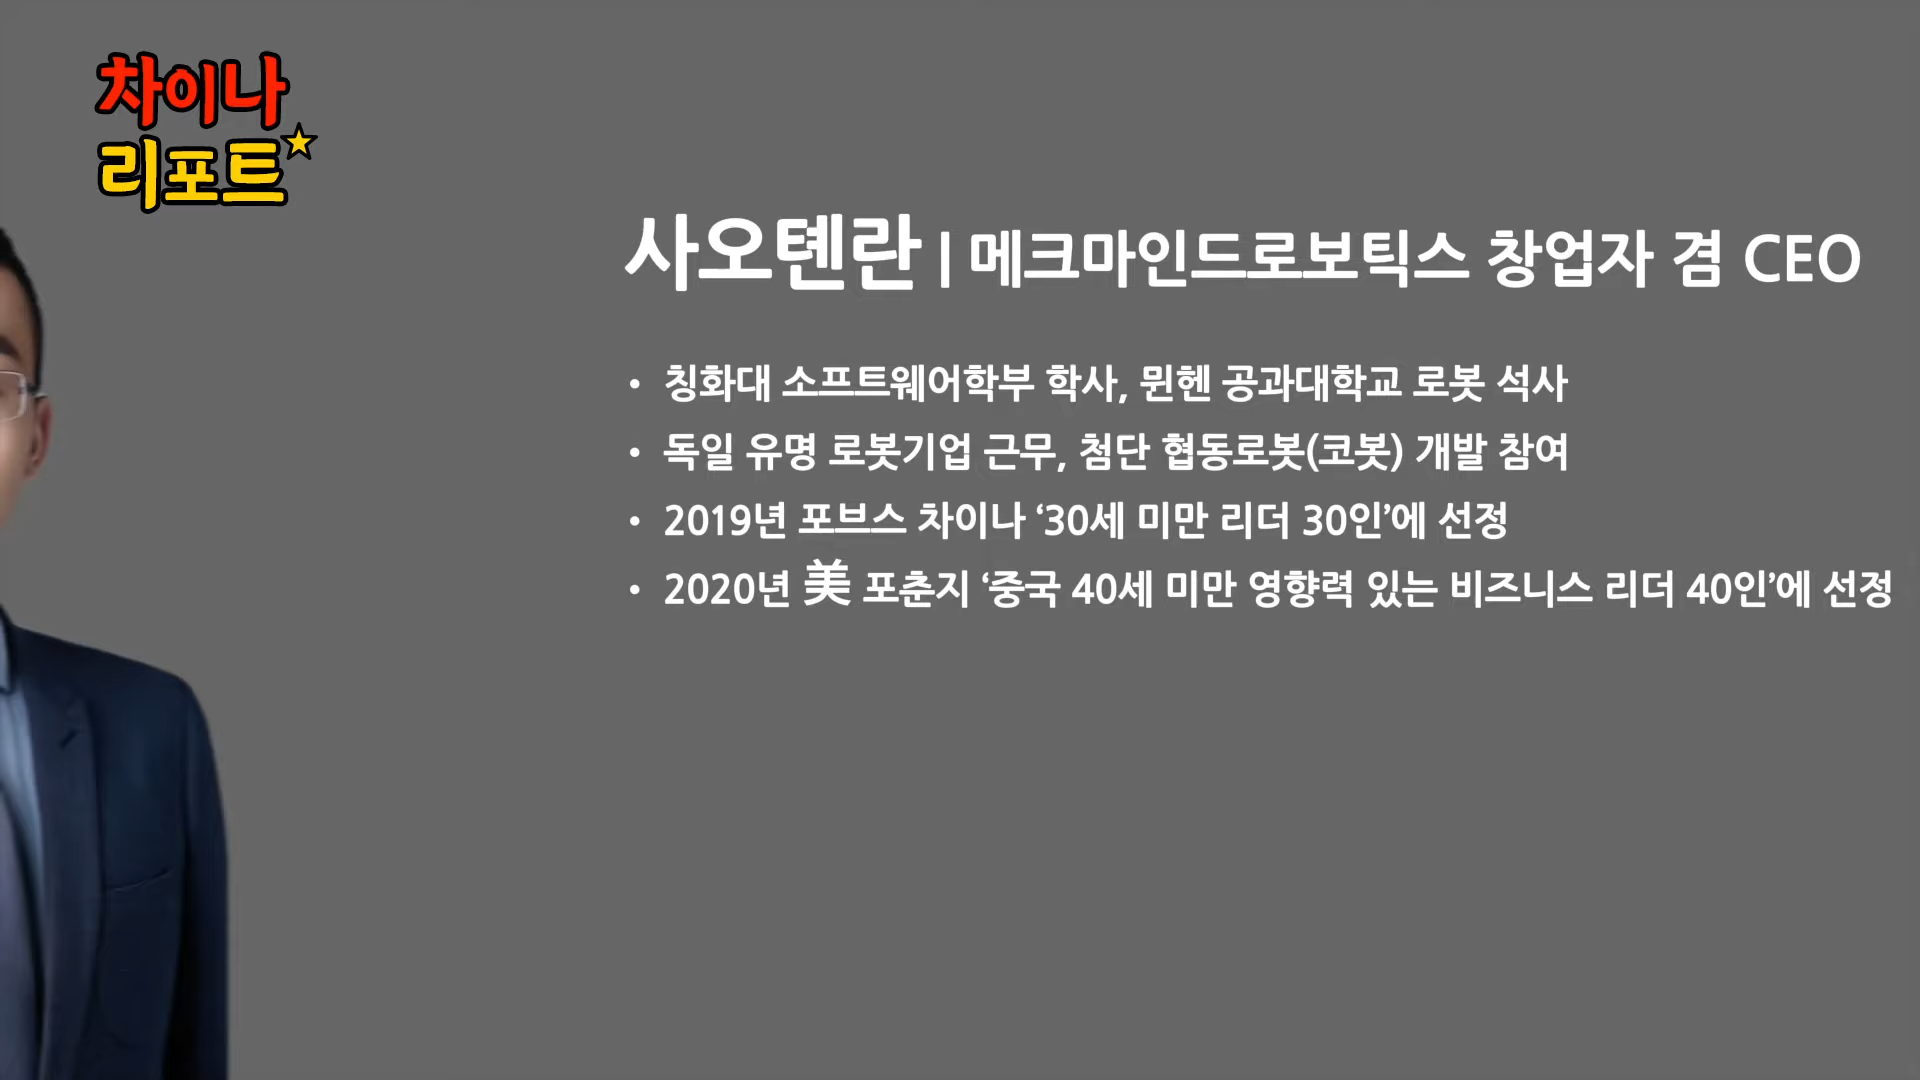 차이나
리포트
사오톈란 | 메크마인드로보틱스 창업자 겸 CEO
• 칭화대 소프트웨어학부 학사, 뮌헨 공과대학교 로봇 석사
• 독일 유명 로봇기업 근무, 첨단 협동로봇(코봇) 개발 참여
• 2019년 포브스 차이나 ‘30세 미만 리더 30인’에 선정
• 2020년 美 포춘지 ‘중국 40세 미만 영향력 있는 비즈니스 리더 40인’에 선정